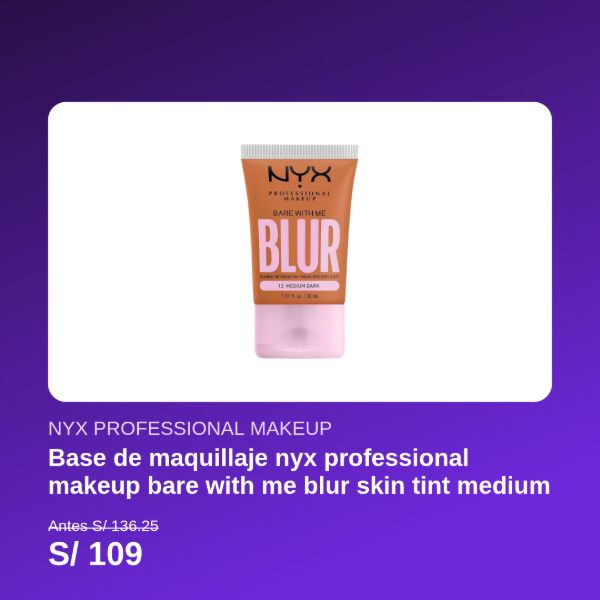 NYX
PROFESSIONAL
MAKEUP
BARE WITH ME
BLUR
12: MEDIUM DARK
NYX PROFESSIONAL MAKEUP
Base de maquillaje nyx professional
makeup bare with me blur skin tint medium
Antes S/ 136.25
S/ 109